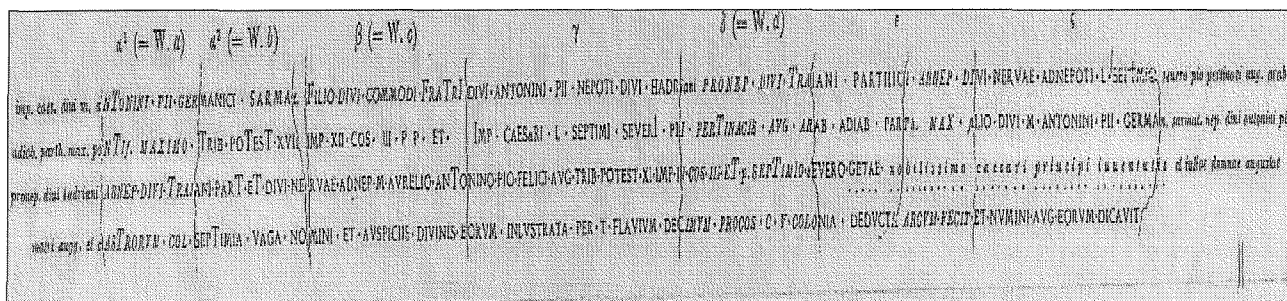 α¹ (= W. a) α² (= W. b) β (= W. c) γ δ (= W. d) ε ς
imp. caes. divi m. ANTONINI · PII · GERMANICI · SARMAt. FILIO · DIVI · COMMODI · FRATRI DIVI · ANTONINI · PII · NEPOTI · DIVI · HADRiani PRONEP · DIVI · TRAIANI · PARTHICI · ABNEP · DIVI · NERVAE · ADNEPOTI · L · SEPTIMIO severo pio pertinaci aug. arab.
adiab. parth. max. poNTif. MAXIMO · TRIB · POTEST · XVII IMP · XII · COS · III · P P · ET · IMP · CAESaRI · L · SEPTIMI SEVERI PII PERTINACIS · AVG · ARAB · ADIAB · PARTh. MAX · FILIO · DIVI · M · ANTONINI · PII · GERMAn. sarmat. nep. divi antonini pii
pronep. divi hadriani ABNEP · DIVI · TRAIANI · PART · ET · DIVI · NERVAE · ADNEP · M · AVRELIO · ANTONINO · PIO · FELICI · AVG · TRIB · POTEST · XI · IMP · IV · COS · III · ET · p. SEPTIMIO · sEVERO · GETAE · nobilissimo caesari principi iuventutis et iuliae domnae augustae
matri augg. et CASTRORVM · COL · SEPTIMIA · VAGA · NOMINI · ET · AVSPICIIS · DIVINIS · EORVM · INLVSTRATA · PER · T · FLAVIVM · DECIMVM · PROCOS · C · V · COLONIA · DEDVCTA ARCVM · FECIT · ET · NVMINI · AVG · EORVM · DICAVIT